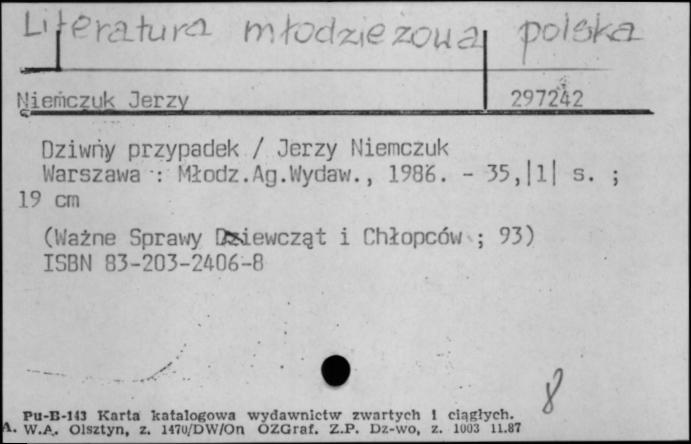 Literatura młodzieżowa polska
Niemczuk Jerzy 297242
Dziwny przypadek / Jerzy Niemczuk
Warszawa : Młodz.Ag.Wydaw., 1986. - 35,|1| s. ;
19 cm
(Ważne Sprawy Dziewcząt i Chłopców ; 93)
ISBN 83-203-2406-8
8
Pu-B-143 Karta katalogowa wydawnictw zwartych i ciągłych.
A. W.A. Olsztyn, z. 1470/DW/On OZGraf. Z.P. Dz-wo, z. 1003 11.87